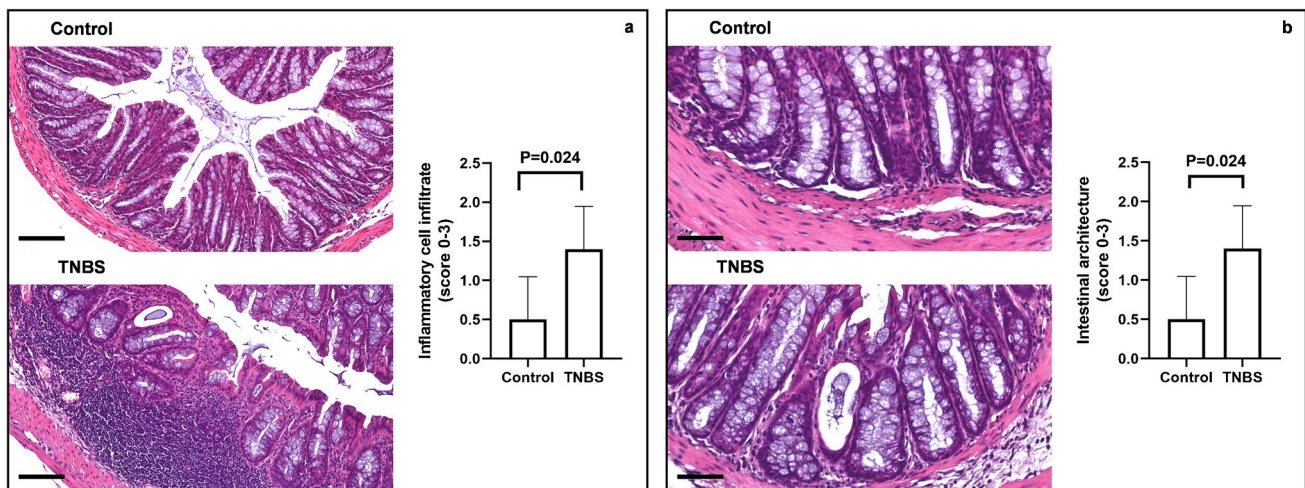 Control
a
TNBS
P=0.024
Inflammatory cell infiltrate
(score 0-3)
2.5
2.0
1.5
1.0
0.5
0.0
Control TNBS
Control
b
TNBS
P=0.024
Intestinal architecture
(score 0-3)
2.5
2.0
1.5
1.0
0.5
0.0
Control TNBS